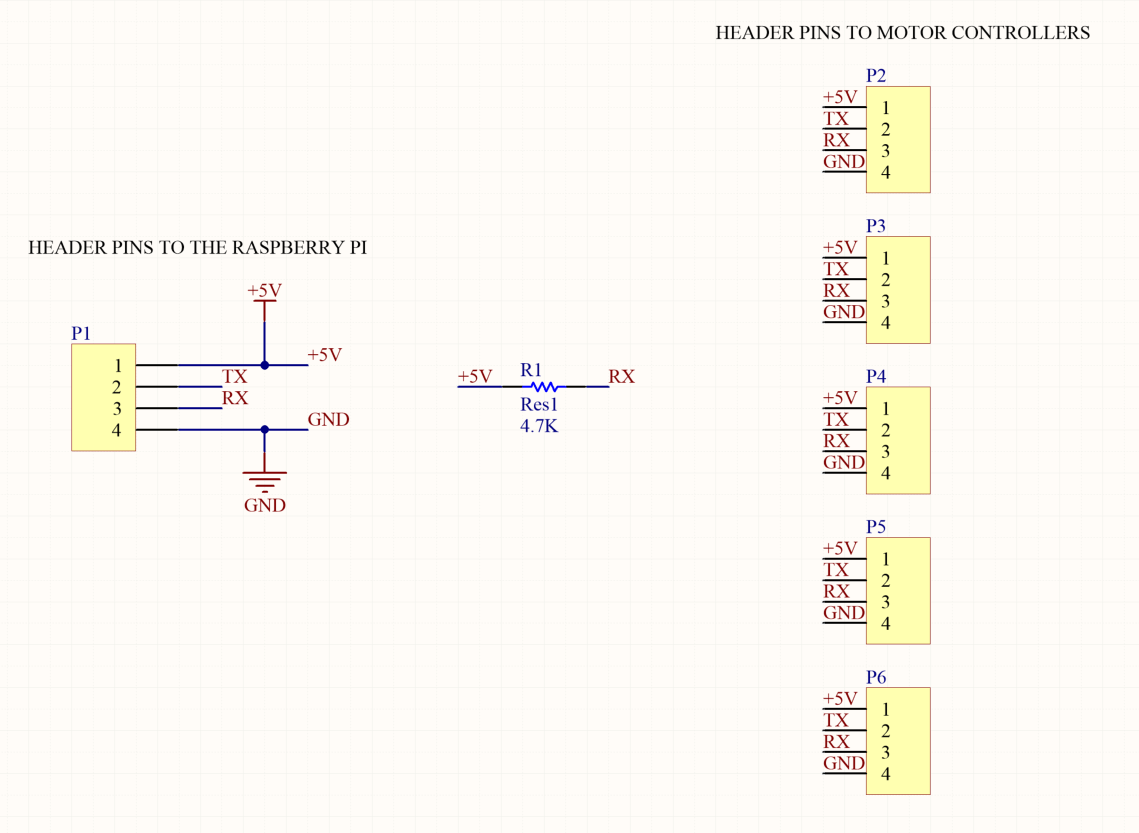 HEADER PINS TO MOTOR CONTROLLERS
P2
+5V 1
TX 2
RX 3
GND 4
P3
+5V 1
TX 2
RX 3
GND 4
HEADER PINS TO THE RASPBERRY PI
+5V
P1
1 +5V
2 TX
3 RX
4 GND
GND
+5V R1 RX
Res1
4.7K
P4
+5V 1
TX 2
RX 3
GND 4
P5
+5V 1
TX 2
RX 3
GND 4
P6
+5V 1
TX 2
RX 3
GND 4